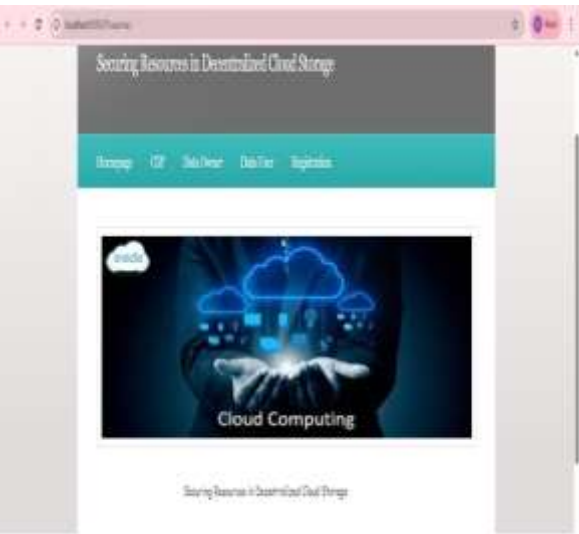 Securing Resources in Decentralized Cloud Storage
Homepage CSP Data Owner Data User Registration
Cloud Computing
Securing Resources in Decentralized Cloud Storage